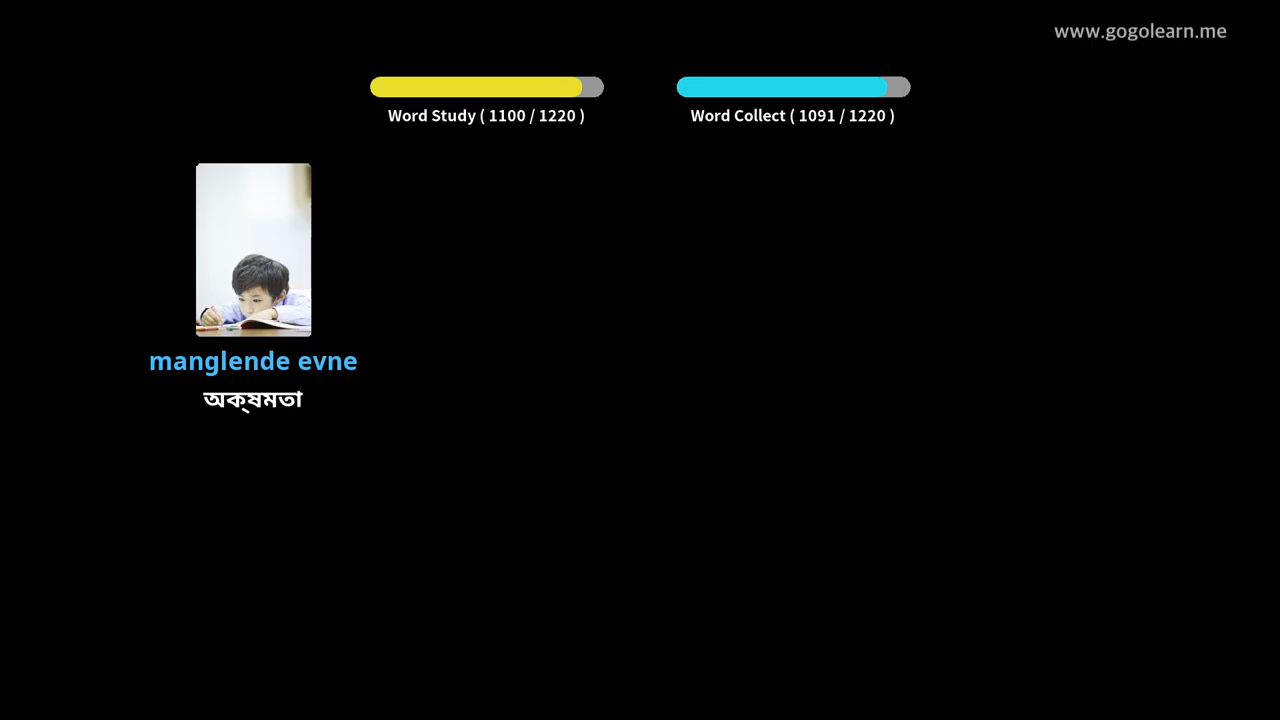 www.gogolearn.me
Word Study ( 1100 / 1220 )
Word Collect ( 1091 / 1220 )
manglende evne
অক্ষমতা